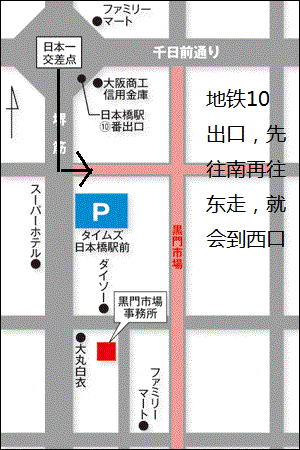 ファミリー
マート
日本一
交差点
千日前通り
大阪商工
信用金庫
日本橋駅
⑩番出口
堺筋
地铁10
出口，先
往南再往
东走，就
会到西口
P
タイムズ
日本橋駅前
スーパーホテル
ダイソー
黒門市場
黒門市場
事務所
大丸白衣
ファミリー
マート